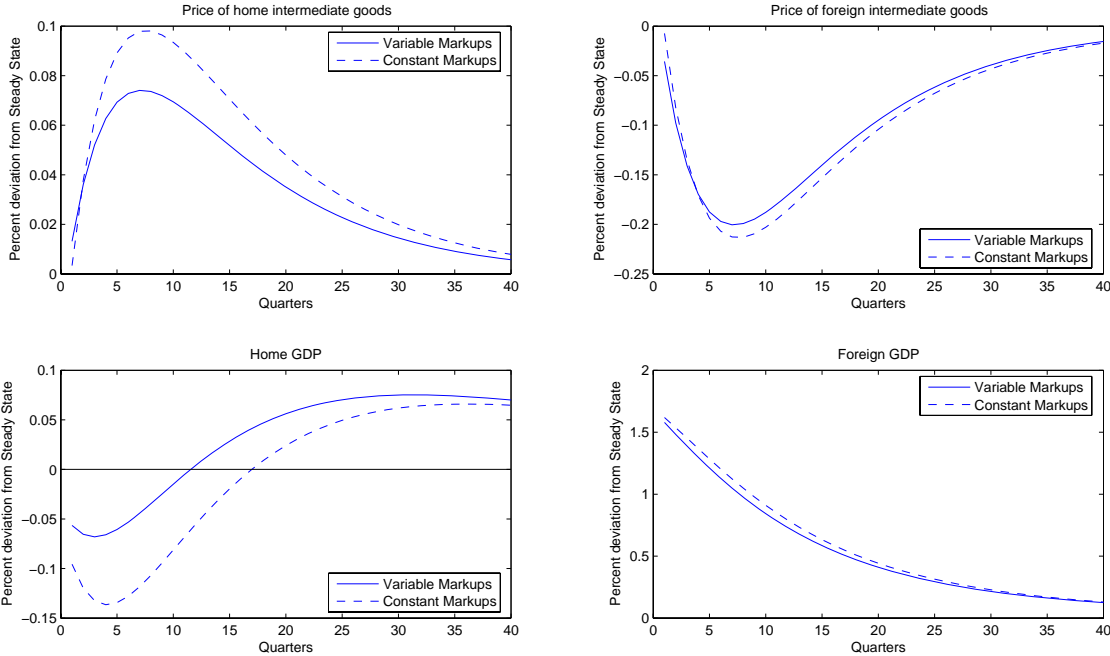 Price of home intermediate goods
Percent deviation from Steady State
0.1
0.08
0.06
0.04
0.02
0
0 5 10 15 20 25 30 35 40
Quarters
Variable Markups
Constant Markups
Price of foreign intermediate goods
Percent deviation from Steady State
0
−0.05
−0.1
−0.15
−0.2
−0.25
0 5 10 15 20 25 30 35 40
Quarters
Variable Markups
Constant Markups
Home GDP
Percent deviation from Steady State
0.1
0.05
0
−0.05
−0.1
−0.15
0 5 10 15 20 25 30 35 40
Quarters
Variable Markups
Constant Markups
Foreign GDP
Percent deviation from Steady State
2
1.5
1
0.5
0
0 5 10 15 20 25 30 35 40
Quarters
Variable Markups
Constant Markups